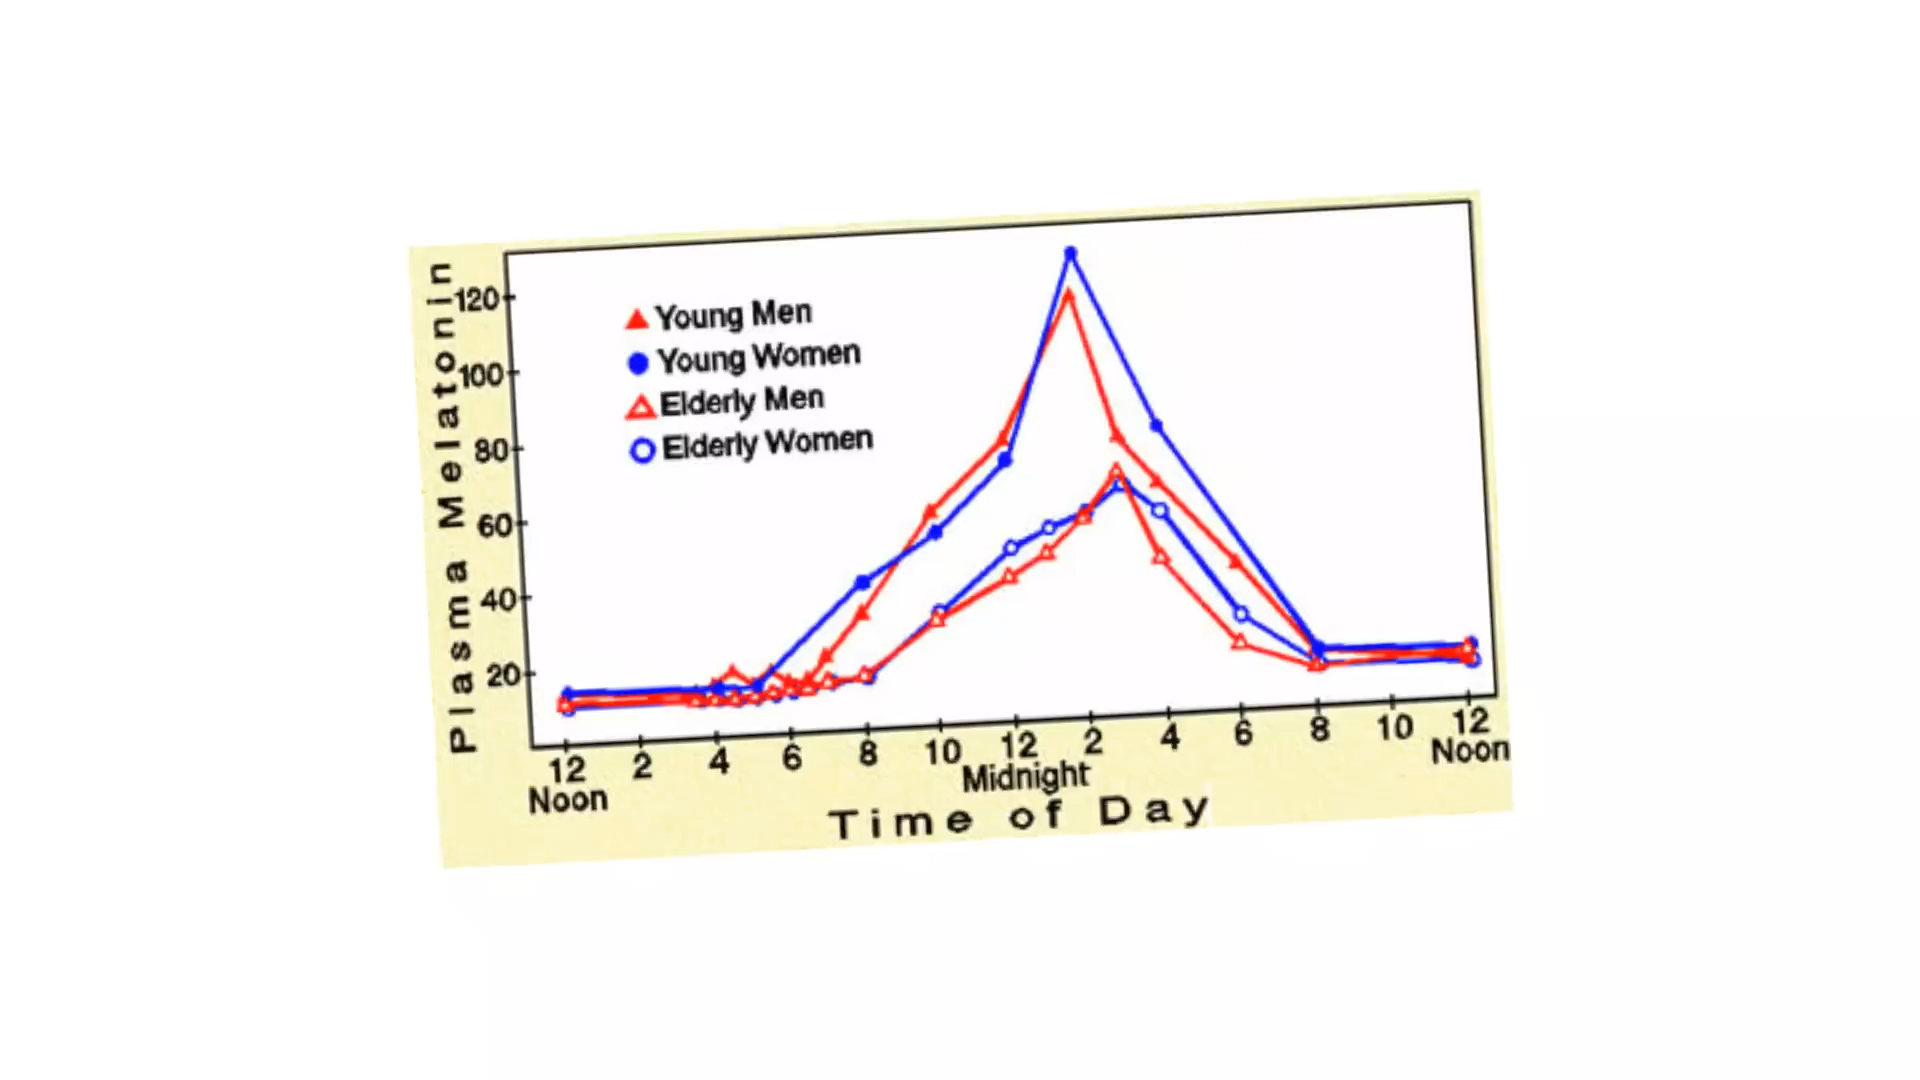 Plasma Melatonin
120
100
80
60
40
20
Young Men
Young Women
Elderly Men
Elderly Women
12 2 4 6 8 10 12 2 4 6 8 10 12
Noon Midnight Noon
Time of Day